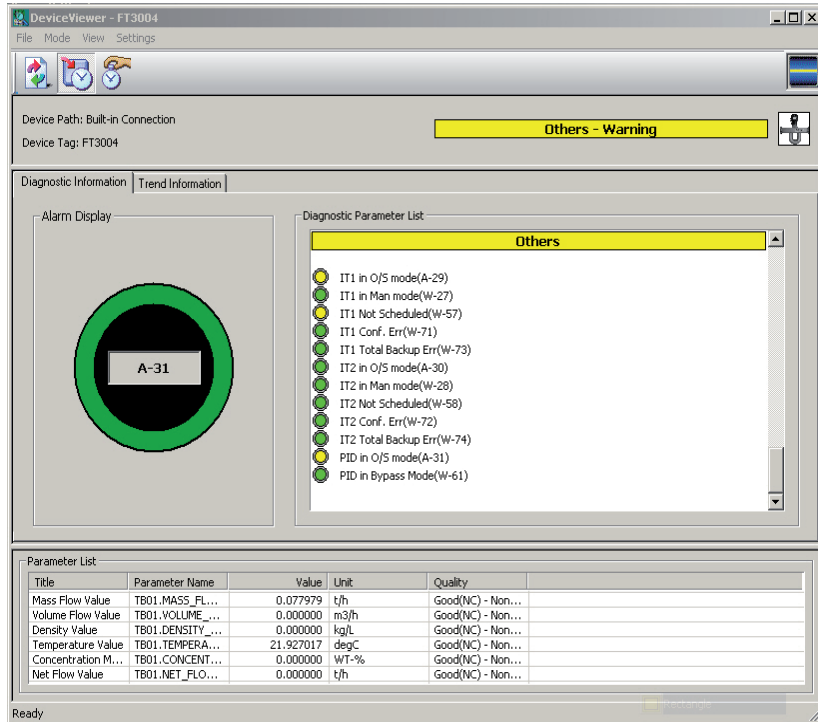 DeviceViewer - FT3004
File Mode View Settings
Device Path: Built-in Connection
Device Tag: FT3004
Others - Warning
Diagnostic Information Trend Information
Alarm Display
A-31
Diagnostic Parameter List
Others
IT1 in O/S mode(A-29)
IT1 in Man mode(W-27)
IT1 Not Scheduled(W-57)
IT1 Conf. Err(W-71)
IT1 Total Backup Err(W-73)
IT2 in O/S mode(A-30)
IT2 in Man mode(W-28)
IT2 Not Scheduled(W-58)
IT2 Conf. Err(W-72)
IT2 Total Backup Err(W-74)
PID in O/S mode(A-31)
PID in Bypass Mode(W-61)
Parameter List
Title Parameter Name Value Unit Quality
Mass Flow Value TB01.MASS_FL... 0.077979 t/h Good(NC) - Non...
Volume Flow Value TB01.VOLUME_... 0.000000 m3/h Good(NC) - Non...
Density Value TB01.DENSITY_... 0.000000 kg/L Good(NC) - Non...
Temperature Value TB01.TEMPERA... 21.927017 degC Good(NC) - Non...
Concentration M... TB01.CONCENT... 0.000000 WT-% Good(NC) - Non...
Net Flow Value TB01.NET_FLO... 0.000000 t/h Good(NC) - Non...
Rectangle
Ready